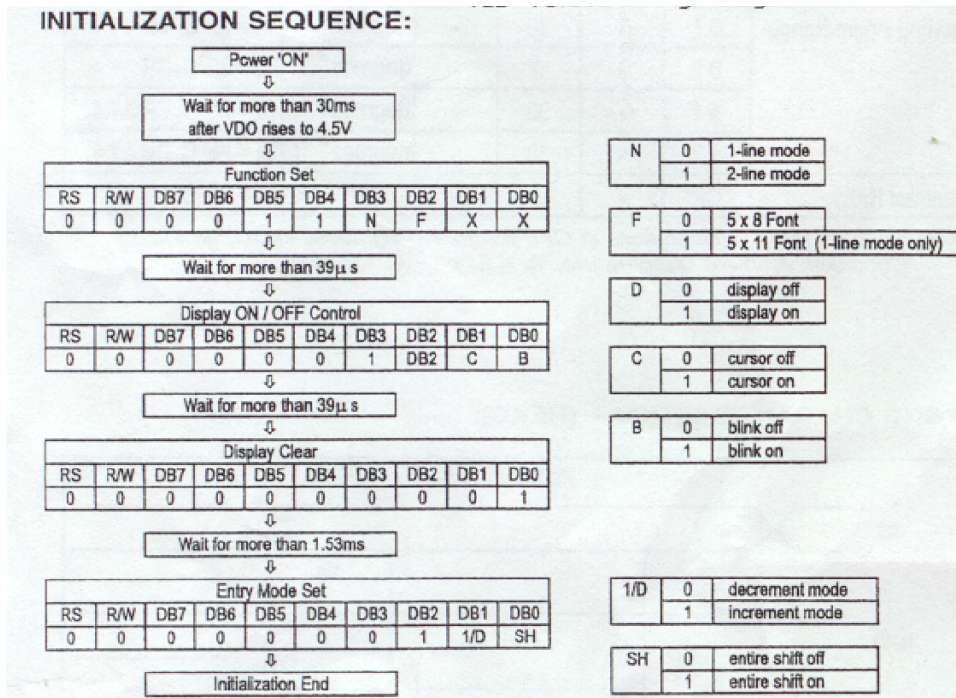 INITIALIZATION SEQUENCE:
Power 'ON'
Wait for more than 30ms
after VDO rises to 4.5V
Function Set
RS R/W DB7 DB6 DB5 DB4 DB3 DB2 DB1 DB0
0 0 0 0 1 1 N F X X
Wait for more than 39µ s
Display ON / OFF Control
RS R/W DB7 DB6 DB5 DB4 DB3 DB2 DB1 DB0
0 0 0 0 0 0 1 DB2 C B
Wait for more than 39µ s
Display Clear
RS R/W DB7 DB6 DB5 DB4 DB3 DB2 DB1 DB0
0 0 0 0 0 0 0 0 0 1
Wait for more than 1.53ms
Entry Mode Set
RS R/W DB7 DB6 DB5 DB4 DB3 DB2 DB1 DB0
0 0 0 0 0 0 0 1 1/D SH
Initialization End
N 0 1-line mode
1 2-line mode
F 0 5 x 8 Font
1 5 x 11 Font (1-line mode only)
D 0 display off
1 display on
C 0 cursor off
1 cursor on
B 0 blink off
1 blink on
1/D 0 decrement mode
1 increment mode
SH 0 entire shift off
1 entire shift on